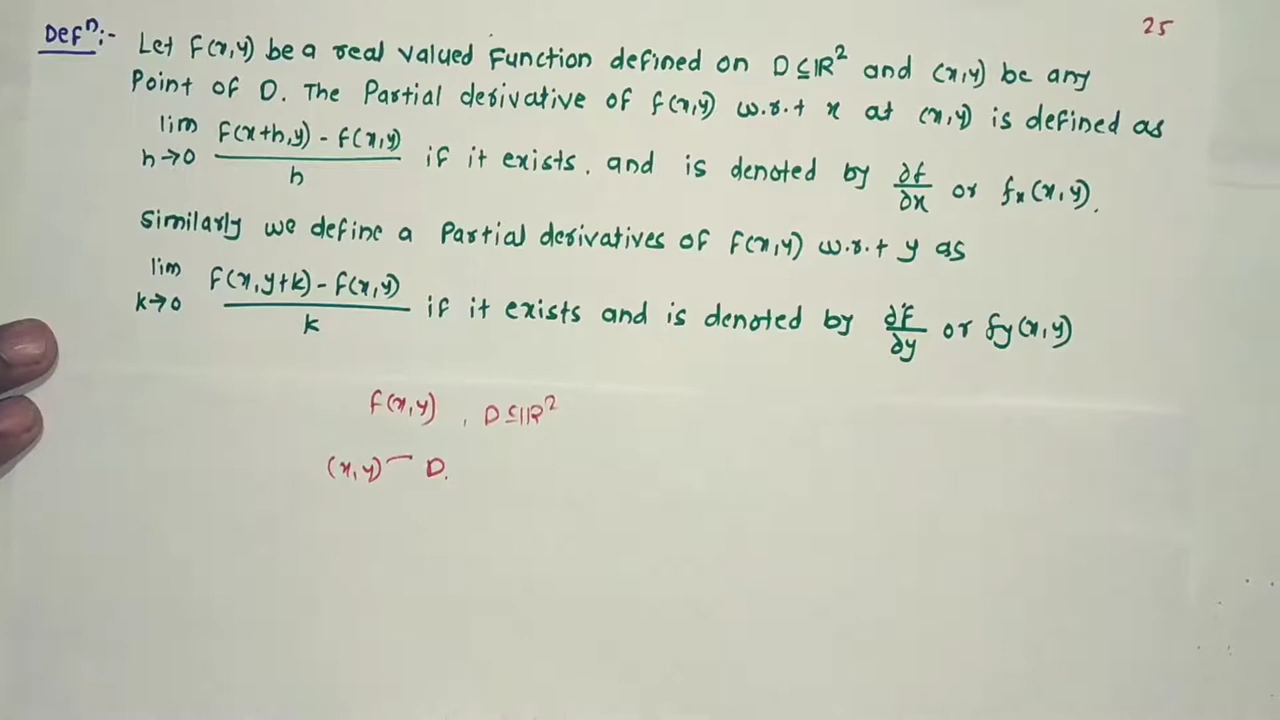 25
Defⁿ:- Let f(x,y) be a real valued Function defined on D⊆ℝ² and (x,y) be any
Point of D. The Partial derivative of f(x,y) w.r.t x at (x,y) is defined as
lim h→0 f(x+h,y) - f(x,y) / h if it exists. and is denoted by ∂f/∂x or fₓ(x,y).
Similarly we define a Partial derivatives of f(x,y) w.r.t y as
lim k→0 f(x,y+k) - f(x,y) / k if it exists and is denoted by ∂f/∂y or fy(x,y)
f(x,y) , D⊆ℝ²
(x,y) — D.